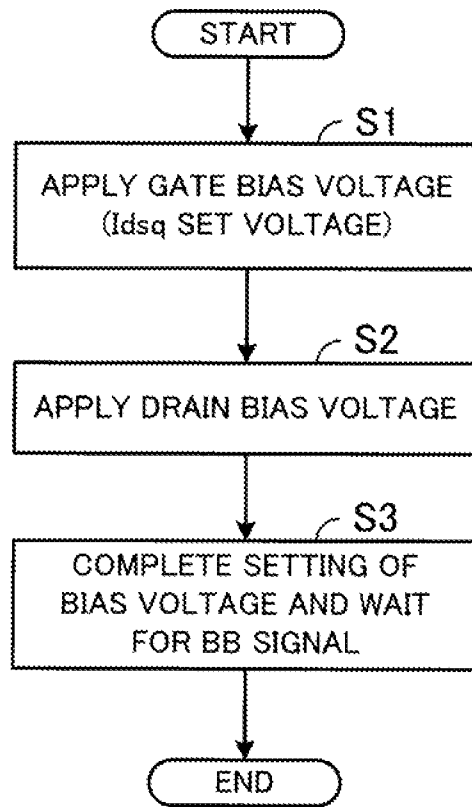 START
S1
APPLY GATE BIAS VOLTAGE
(Idsq SET VOLTAGE)
S2
APPLY DRAIN BIAS VOLTAGE
S3
COMPLETE SETTING OF
BIAS VOLTAGE AND WAIT
FOR BB SIGNAL
END